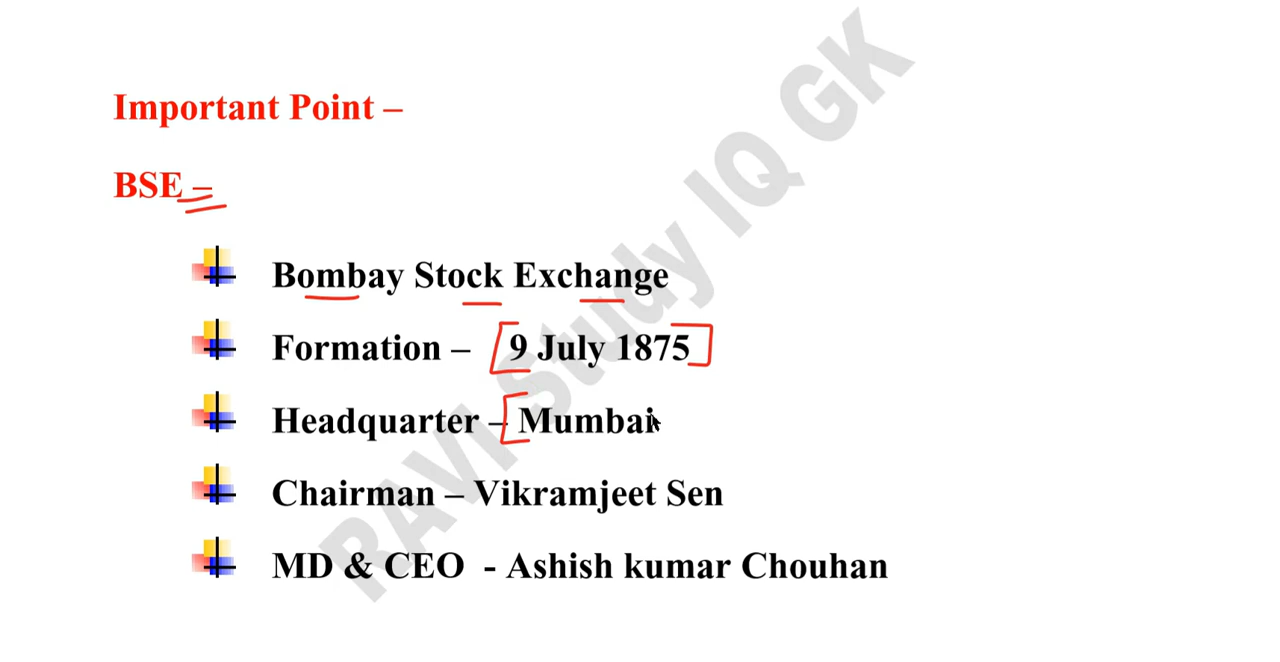 Important Point –
BSE –
Bombay Stock Exchange
Formation – 9 July 1875
Headquarter – Mumbai
Chairman – Vikramjeet Sen
MD & CEO - Ashish kumar Chouhan
RAVI Study IQ GK